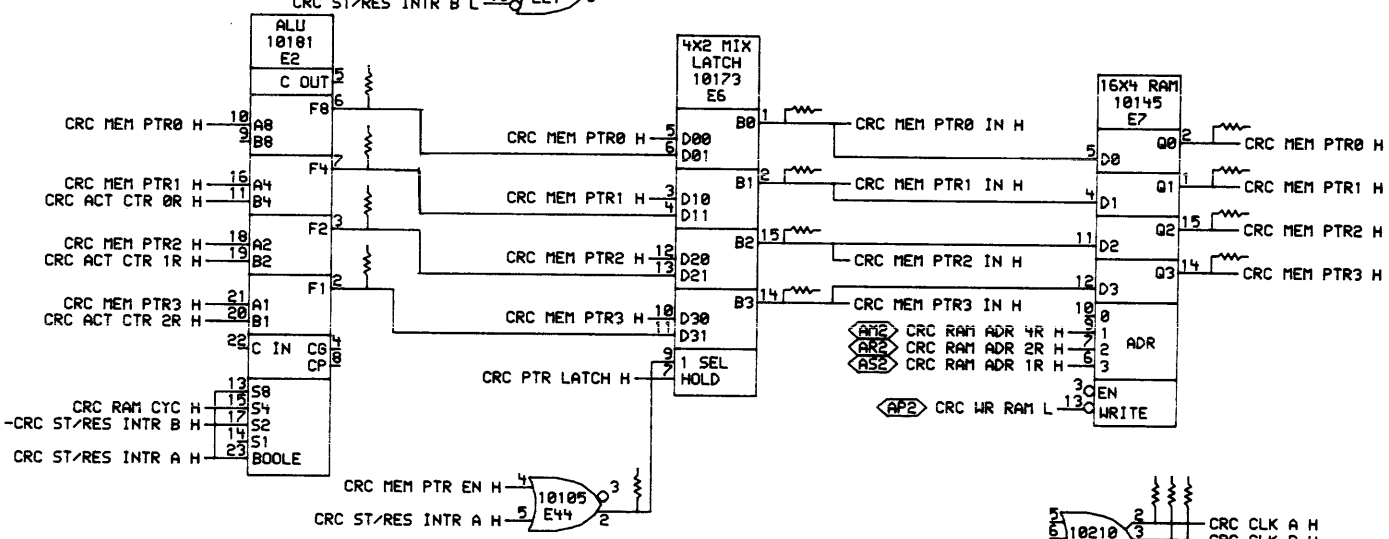 CRC ST/RES INTR B L
ALU
10181
E2
C OUT 5
F8 6
CRC MEM PTR0 H 10 A8
9 B8
F4 7
CRC MEM PTR1 H 16 A4
CRC ACT CTR 0R H 11 B4
F2 3
CRC MEM PTR2 H 18 A2
CRC ACT CTR 1R H 19 B2
F1 2
CRC MEM PTR3 H 21 A1
CRC ACT CTR 2R H 20 B1
22 C IN CG 4
CP 8
13 S8
CRC RAM CYC H 15 S4
-CRC ST/RES INTR B H 17 S2
14 S1
CRC ST/RES INTR A H 23 BOOLE
4X2 MIX
LATCH
10173
E6
B0 1
CRC MEM PTR0 IN H
CRC MEM PTR0 H 5 D00
6 D01
B1 2
CRC MEM PTR1 IN H
CRC MEM PTR1 H 3 D10
4 D11
B2 15
CRC MEM PTR2 IN H
CRC MEM PTR2 H 12 D20
13 D21
B3 14
CRC MEM PTR3 IN H
CRC MEM PTR3 H 10 D30
11 D31
9 1 SEL
CRC PTR LATCH H 7 HOLD
CRC MEM PTR EN H 4
10105 3
CRC ST/RES INTR A H 5
E44 2
16X4 RAM
10145
E7
Q0 2 CRC MEM PTR0 H
5 D0
Q1 1 CRC MEM PTR1 H
4 D1
Q2 15 CRC MEM PTR2 H
11 D2
Q3 14 CRC MEM PTR3 H
12 D3
10 0
AM2 CRC RAM ADR 4R H 9 1
AR2 CRC RAM ADR 2R H 7 2 ADR
AS2 CRC RAM ADR 1R H 6 3
3 EN
AP2 CRC WR RAM L 13 WRITE
5 2 CRC CLK A H
6 10210 3